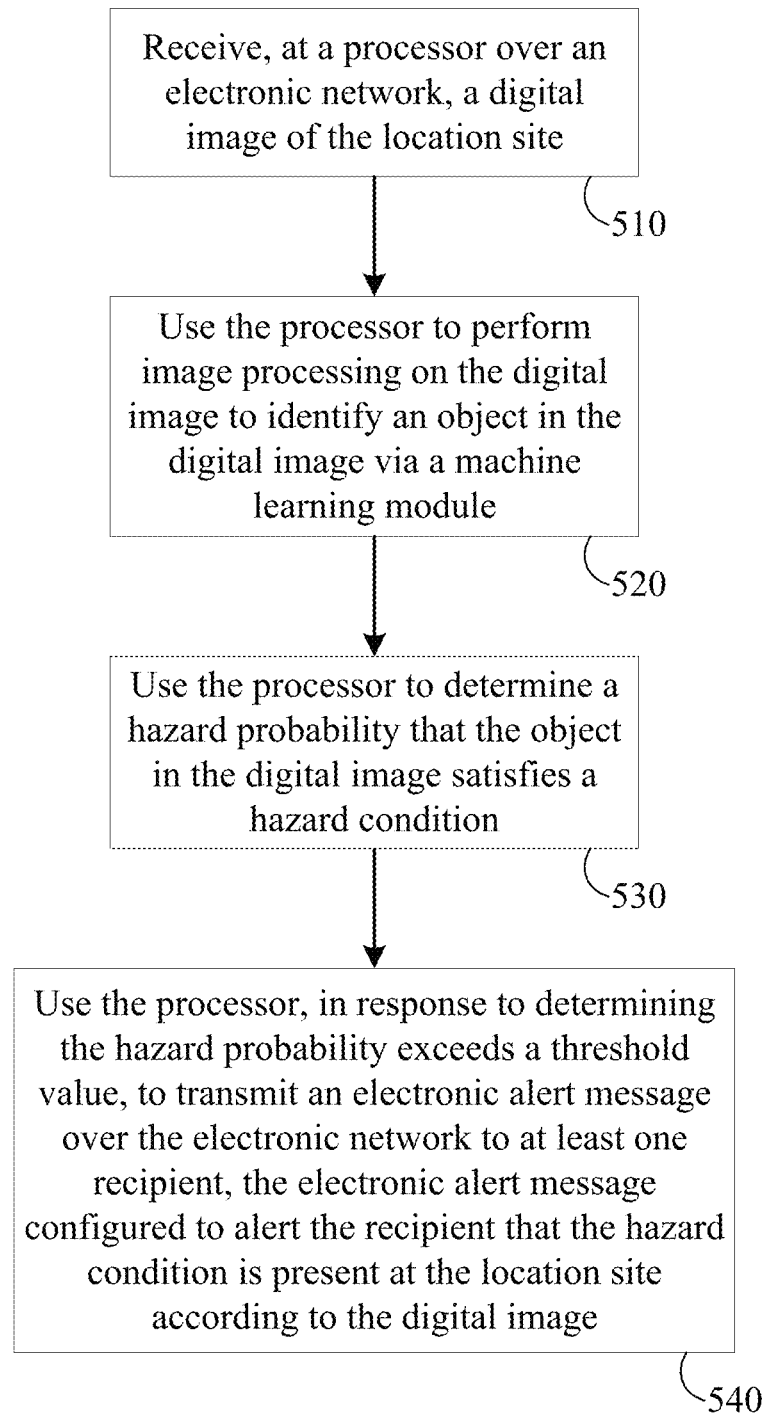 Receive, at a processor over an
electronic network, a digital
image of the location site
510
Use the processor to perform
image processing on the digital
image to identify an object in the
digital image via a machine
learning module
520
Use the processor to determine a
hazard probability that the object
in the digital image satisfies a
hazard condition
530
Use the processor, in response to determining
the hazard probability exceeds a threshold
value, to transmit an electronic alert message
over the electronic network to at least one
recipient, the electronic alert message
configured to alert the recipient that the hazard
condition is present at the location site
according to the digital image
540